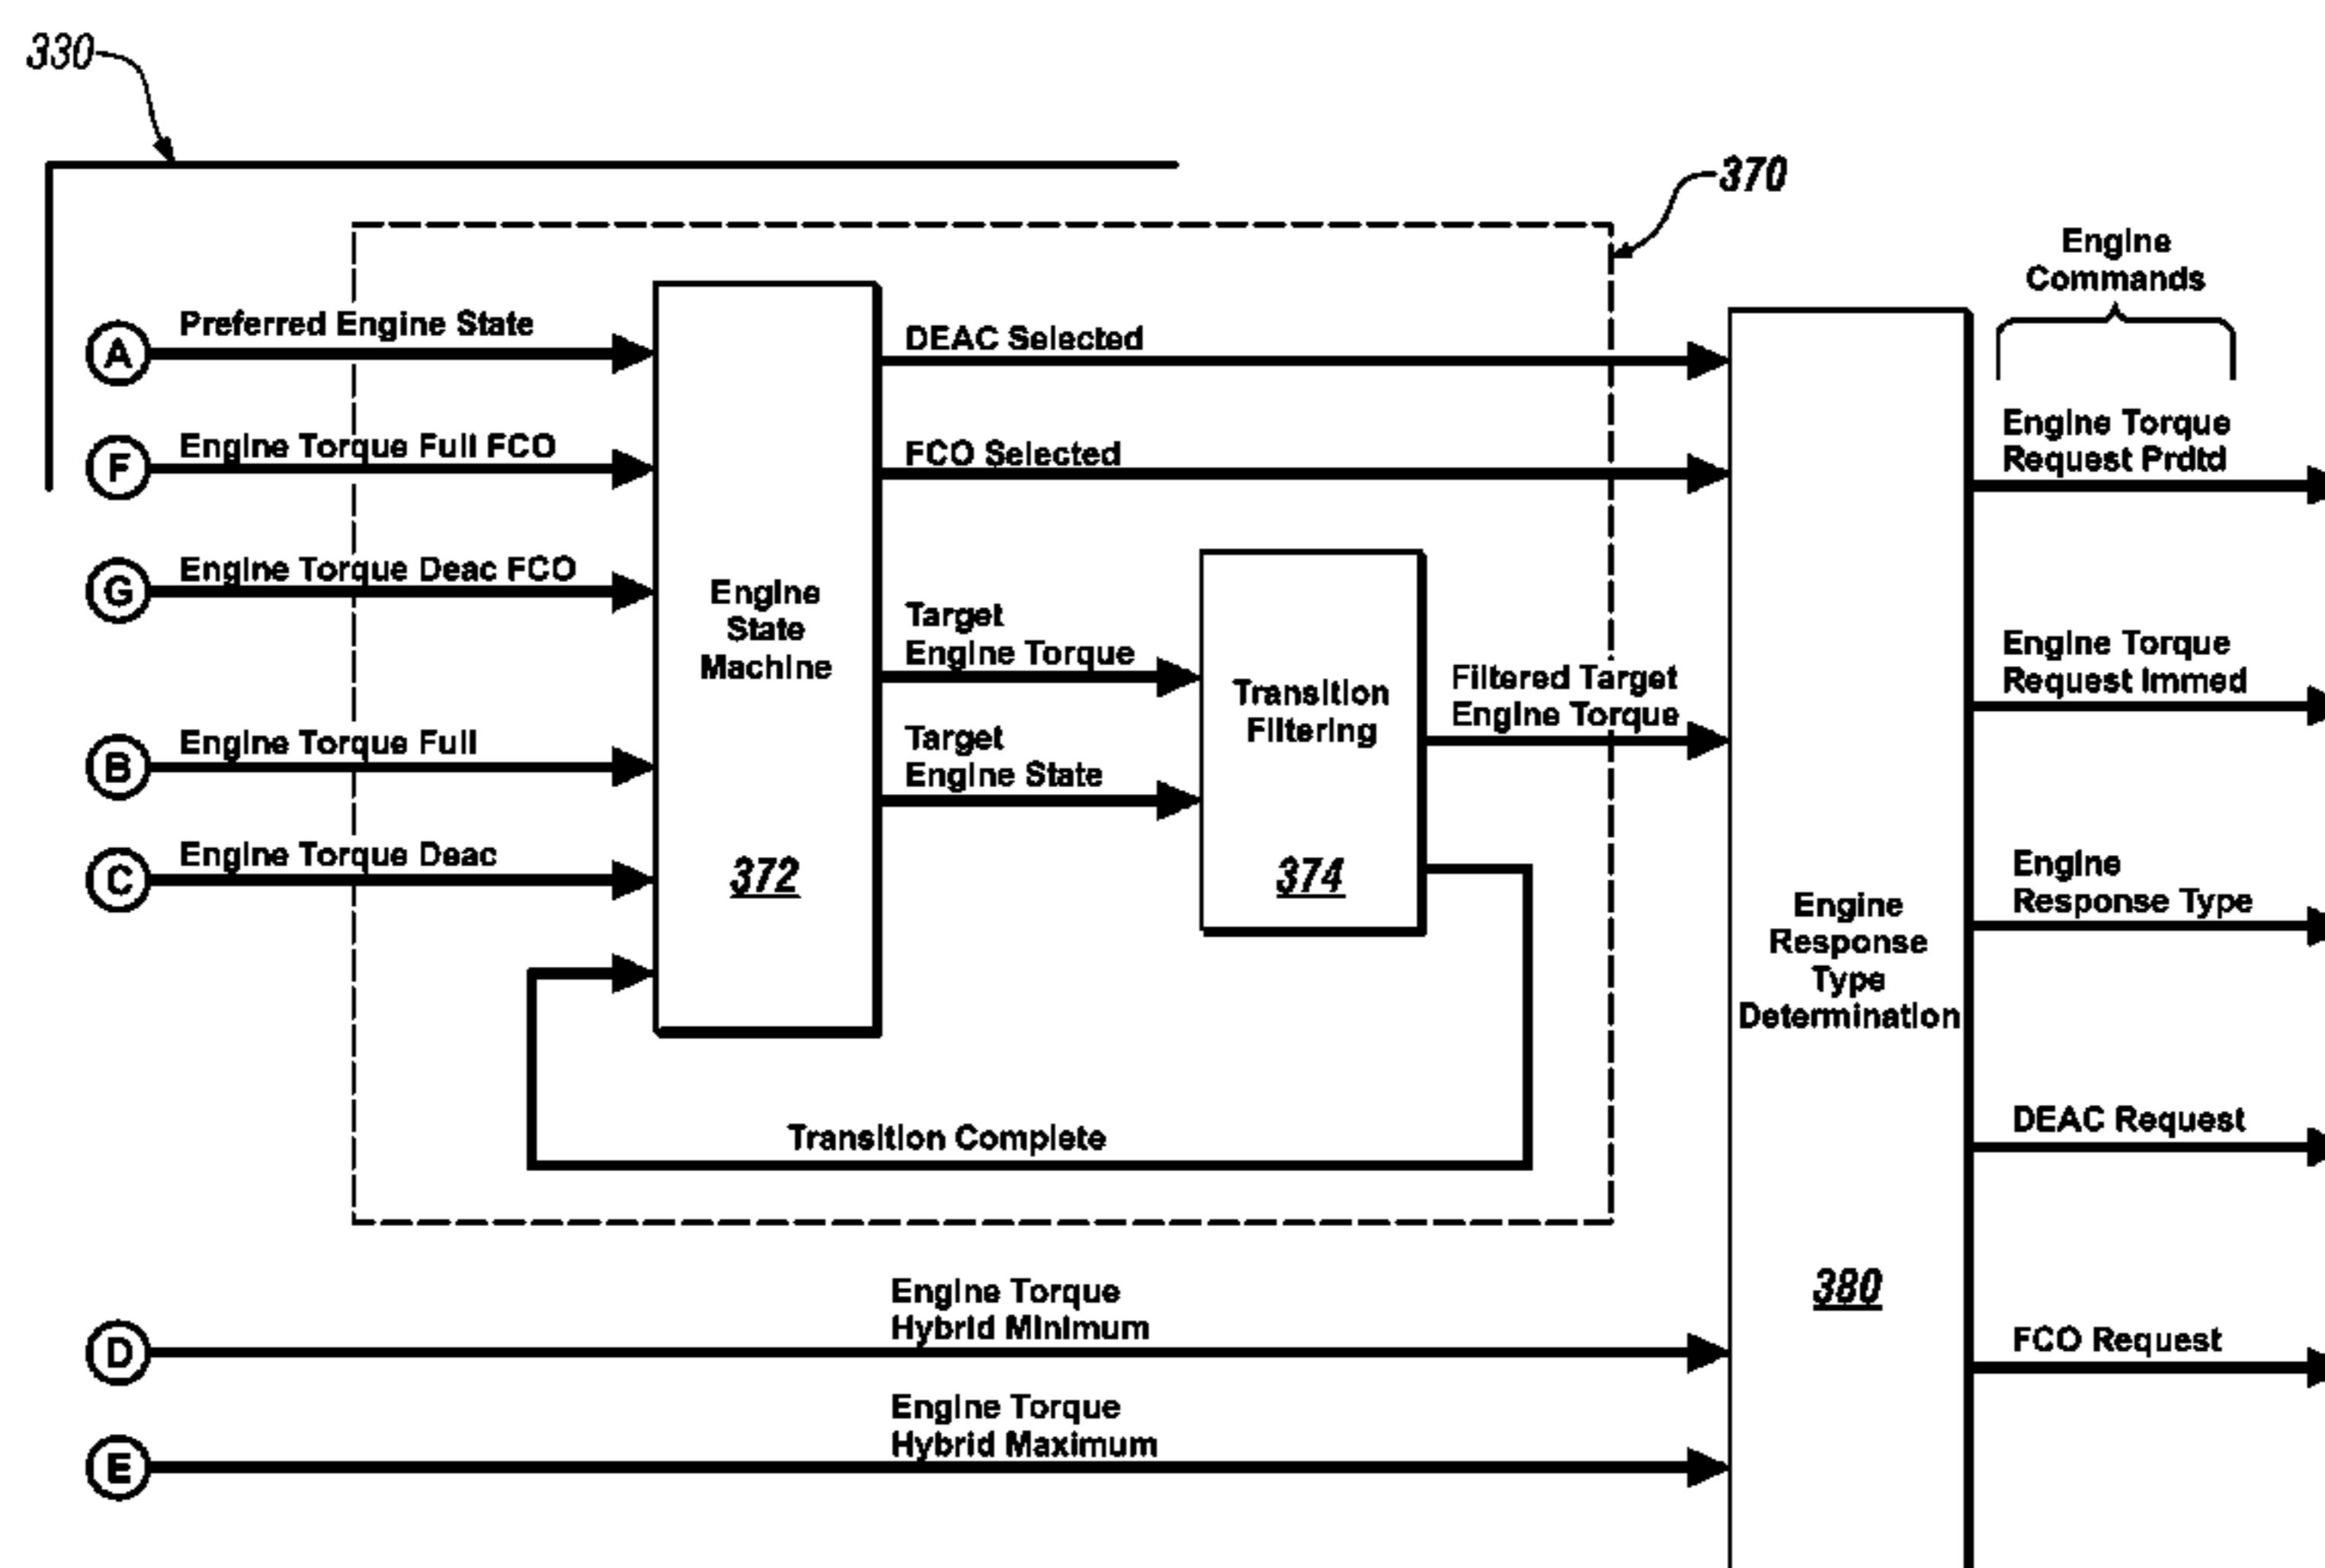 330
370
Engine
Commands
A
Preferred Engine State
DEAC Selected
F
Engine Torque Full FCO
FCO Selected
Engine Torque
Request Prdtd
G
Engine Torque Deac FCO
Engine
State
Machine
372
Target
Engine Torque
Target
Engine State
Transition
Filtering
374
Filtered Target
Engine Torque
Engine Torque
Request Immed
B
Engine Torque Full
C
Engine Torque Deac
Engine
Response
Type
Determination
380
Engine
Response Type
Transition Complete
DEAC Request
D
Engine Torque
Hybrid Minimum
FCO Request
E
Engine Torque
Hybrid Maximum